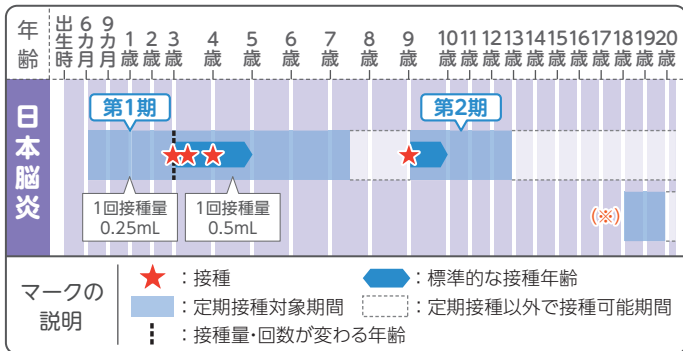 年齢
出生時 6カ月 9カ月 1歳 2歳 3歳 4歳 5歳 6歳 7歳 8歳 9歳 10歳 11歳 12歳 13歳 14歳 15歳 16歳 17歳 18歳 19歳 20歳
日本脳炎
第1期
第2期
1回接種量
0.25mL
1回接種量
0.5mL
(※)
マークの
説明
：接種
：標準的な接種年齢
：定期接種対象期間
：定期接種以外で接種可能期間
：接種量・回数が変わる年齢